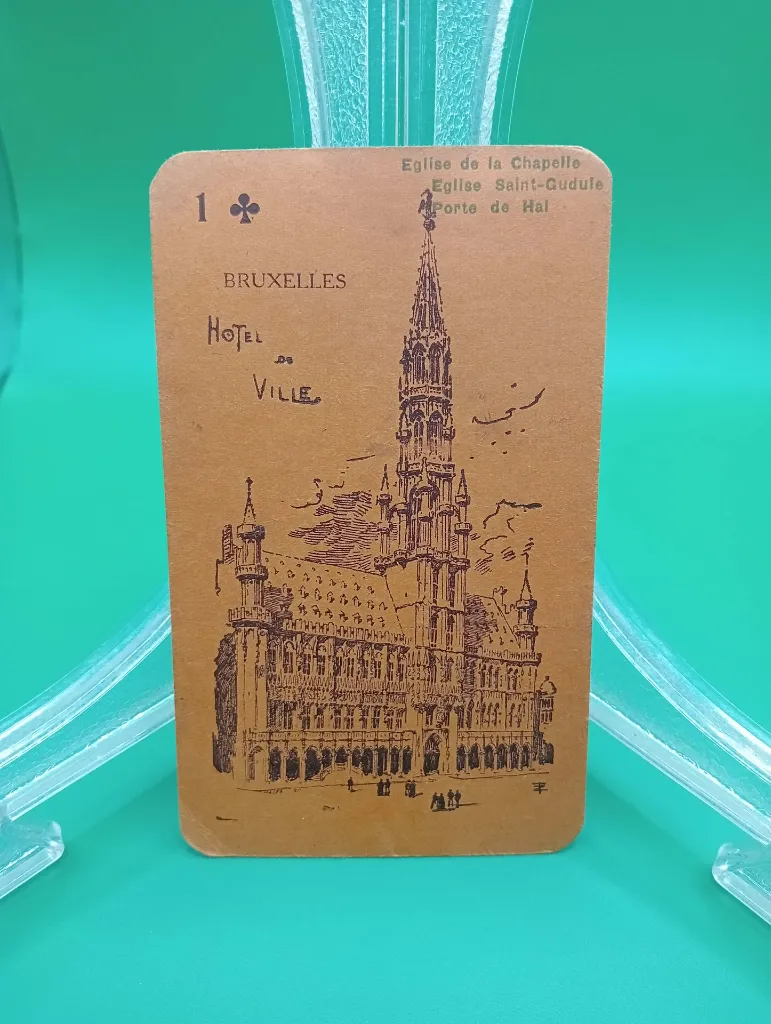 Eglise de la Chapelle
Eglise Saint-Gudule
Porte de Hal
1 ♣
BRUXELLES
HOTEL
DE
VILLE